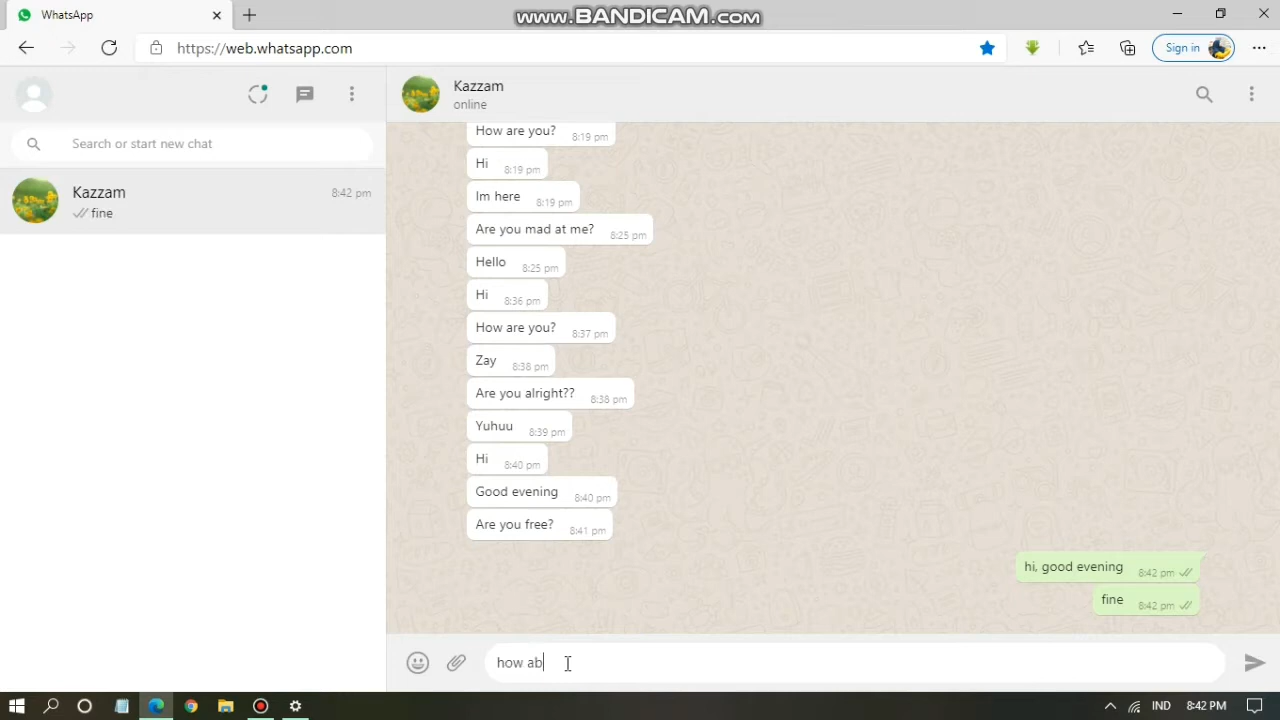 www.BANDICAM.com
WhatsApp
https://web.whatsapp.com
Sign in
Search or start new chat
Kazzam
8:42 pm
fine
Kazzam
online
How are you? 8:19 pm
Hi 8:19 pm
Im here 8:19 pm
Are you mad at me? 8:25 pm
Hello 8:25 pm
Hi 8:36 pm
How are you? 8:37 pm
Zay 8:38 pm
Are you alright?? 8:38 pm
Yuhuu 8:39 pm
Hi 8:40 pm
Good evening 8:40 pm
Are you free? 8:41 pm
hi, good evening 8:42 pm
fine 8:42 pm
how ab
IND 8:42 PM